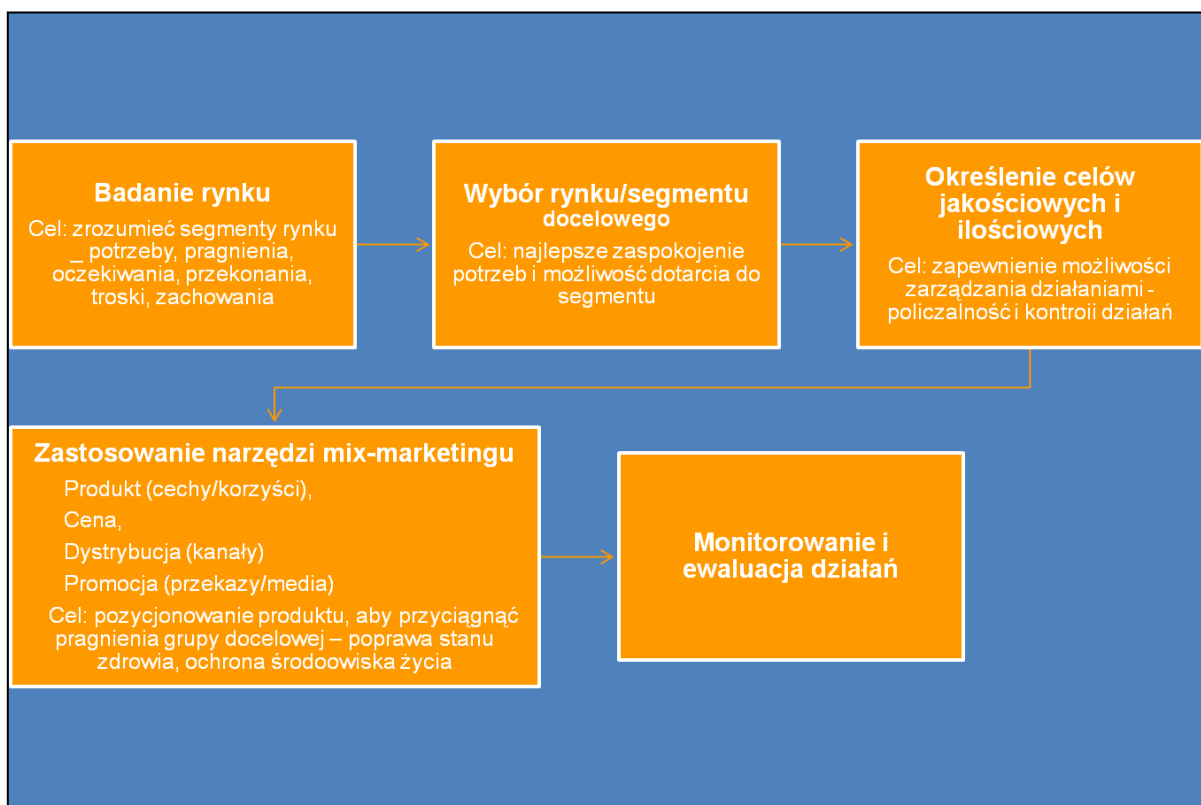 Badanie rynku
Cel: zrozumieć segmenty rynku
_ potrzeby, pragnienia,
oczekiwania, przekonania,
troski, zachowania
Wybór rynku/segmentu
docelowego
Cel: najlepsze zaspokojenie
potrzeb i możliwość dotarcia do
segmentu
Określenie celów
jakościowych i
ilościowych
Cel: zapewnienie możliwości
zarządzania działaniami -
policzalność i kontroii działań
Zastosowanie narzędzi mix-marketingu
Produkt (cechy/korzyści),
Cena,
Dystrybucja (kanały)
Promocja (przekazy/media)
Cel: pozycjonowanie produktu, aby przyciągnąć
pragnienia grupy docelowej – poprawa stanu
zdrowia, ochrona środoowiska życia
Monitorowanie i
ewaluacja działań